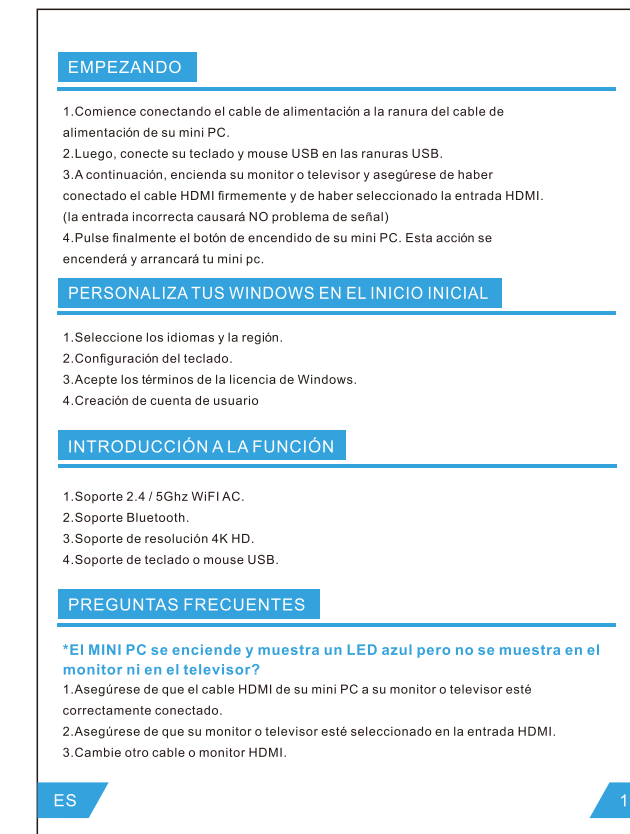 EMPEZANDO
1.Comience conectando el cable de alimentación a la ranura del cable de
alimentación de su mini PC.
2.Luego, conecte su teclado y mouse USB en las ranuras USB.
3.A continuación, encienda su monitor o televisor y asegúrese de haber
conectado el cable HDMI firmemente y de haber seleccionado la entrada HDMI.
(la entrada incorrecta causará NO problema de señal)
4.Pulse finalmente el botón de encendido de su mini PC. Esta acción se
encenderá y arrancará tu mini pc.
PERSONALIZA TUS WINDOWS EN EL INICIO INICIAL
1.Seleccione los idiomas y la región.
2.Configuración del teclado.
3.Acepte los términos de la licencia de Windows.
4.Creación de cuenta de usuario
INTRODUCCIÓN A LA FUNCIÓN
1.Soporte 2.4 / 5Ghz WiFI AC.
2.Soporte Bluetooth.
3.Soporte de resolución 4K HD.
4.Soporte de teclado o mouse USB.
PREGUNTAS FRECUENTES
*El MINI PC se enciende y muestra un LED azul pero no se muestra en el
monitor ni en el televisor?
1.Asegúrese de que el cable HDMI de su mini PC a su monitor o televisor esté
correctamente conectado.
2.Asegúrese de que su monitor o televisor esté seleccionado en la entrada HDMI.
3.Cambie otro cable o monitor HDMI.
ES
1